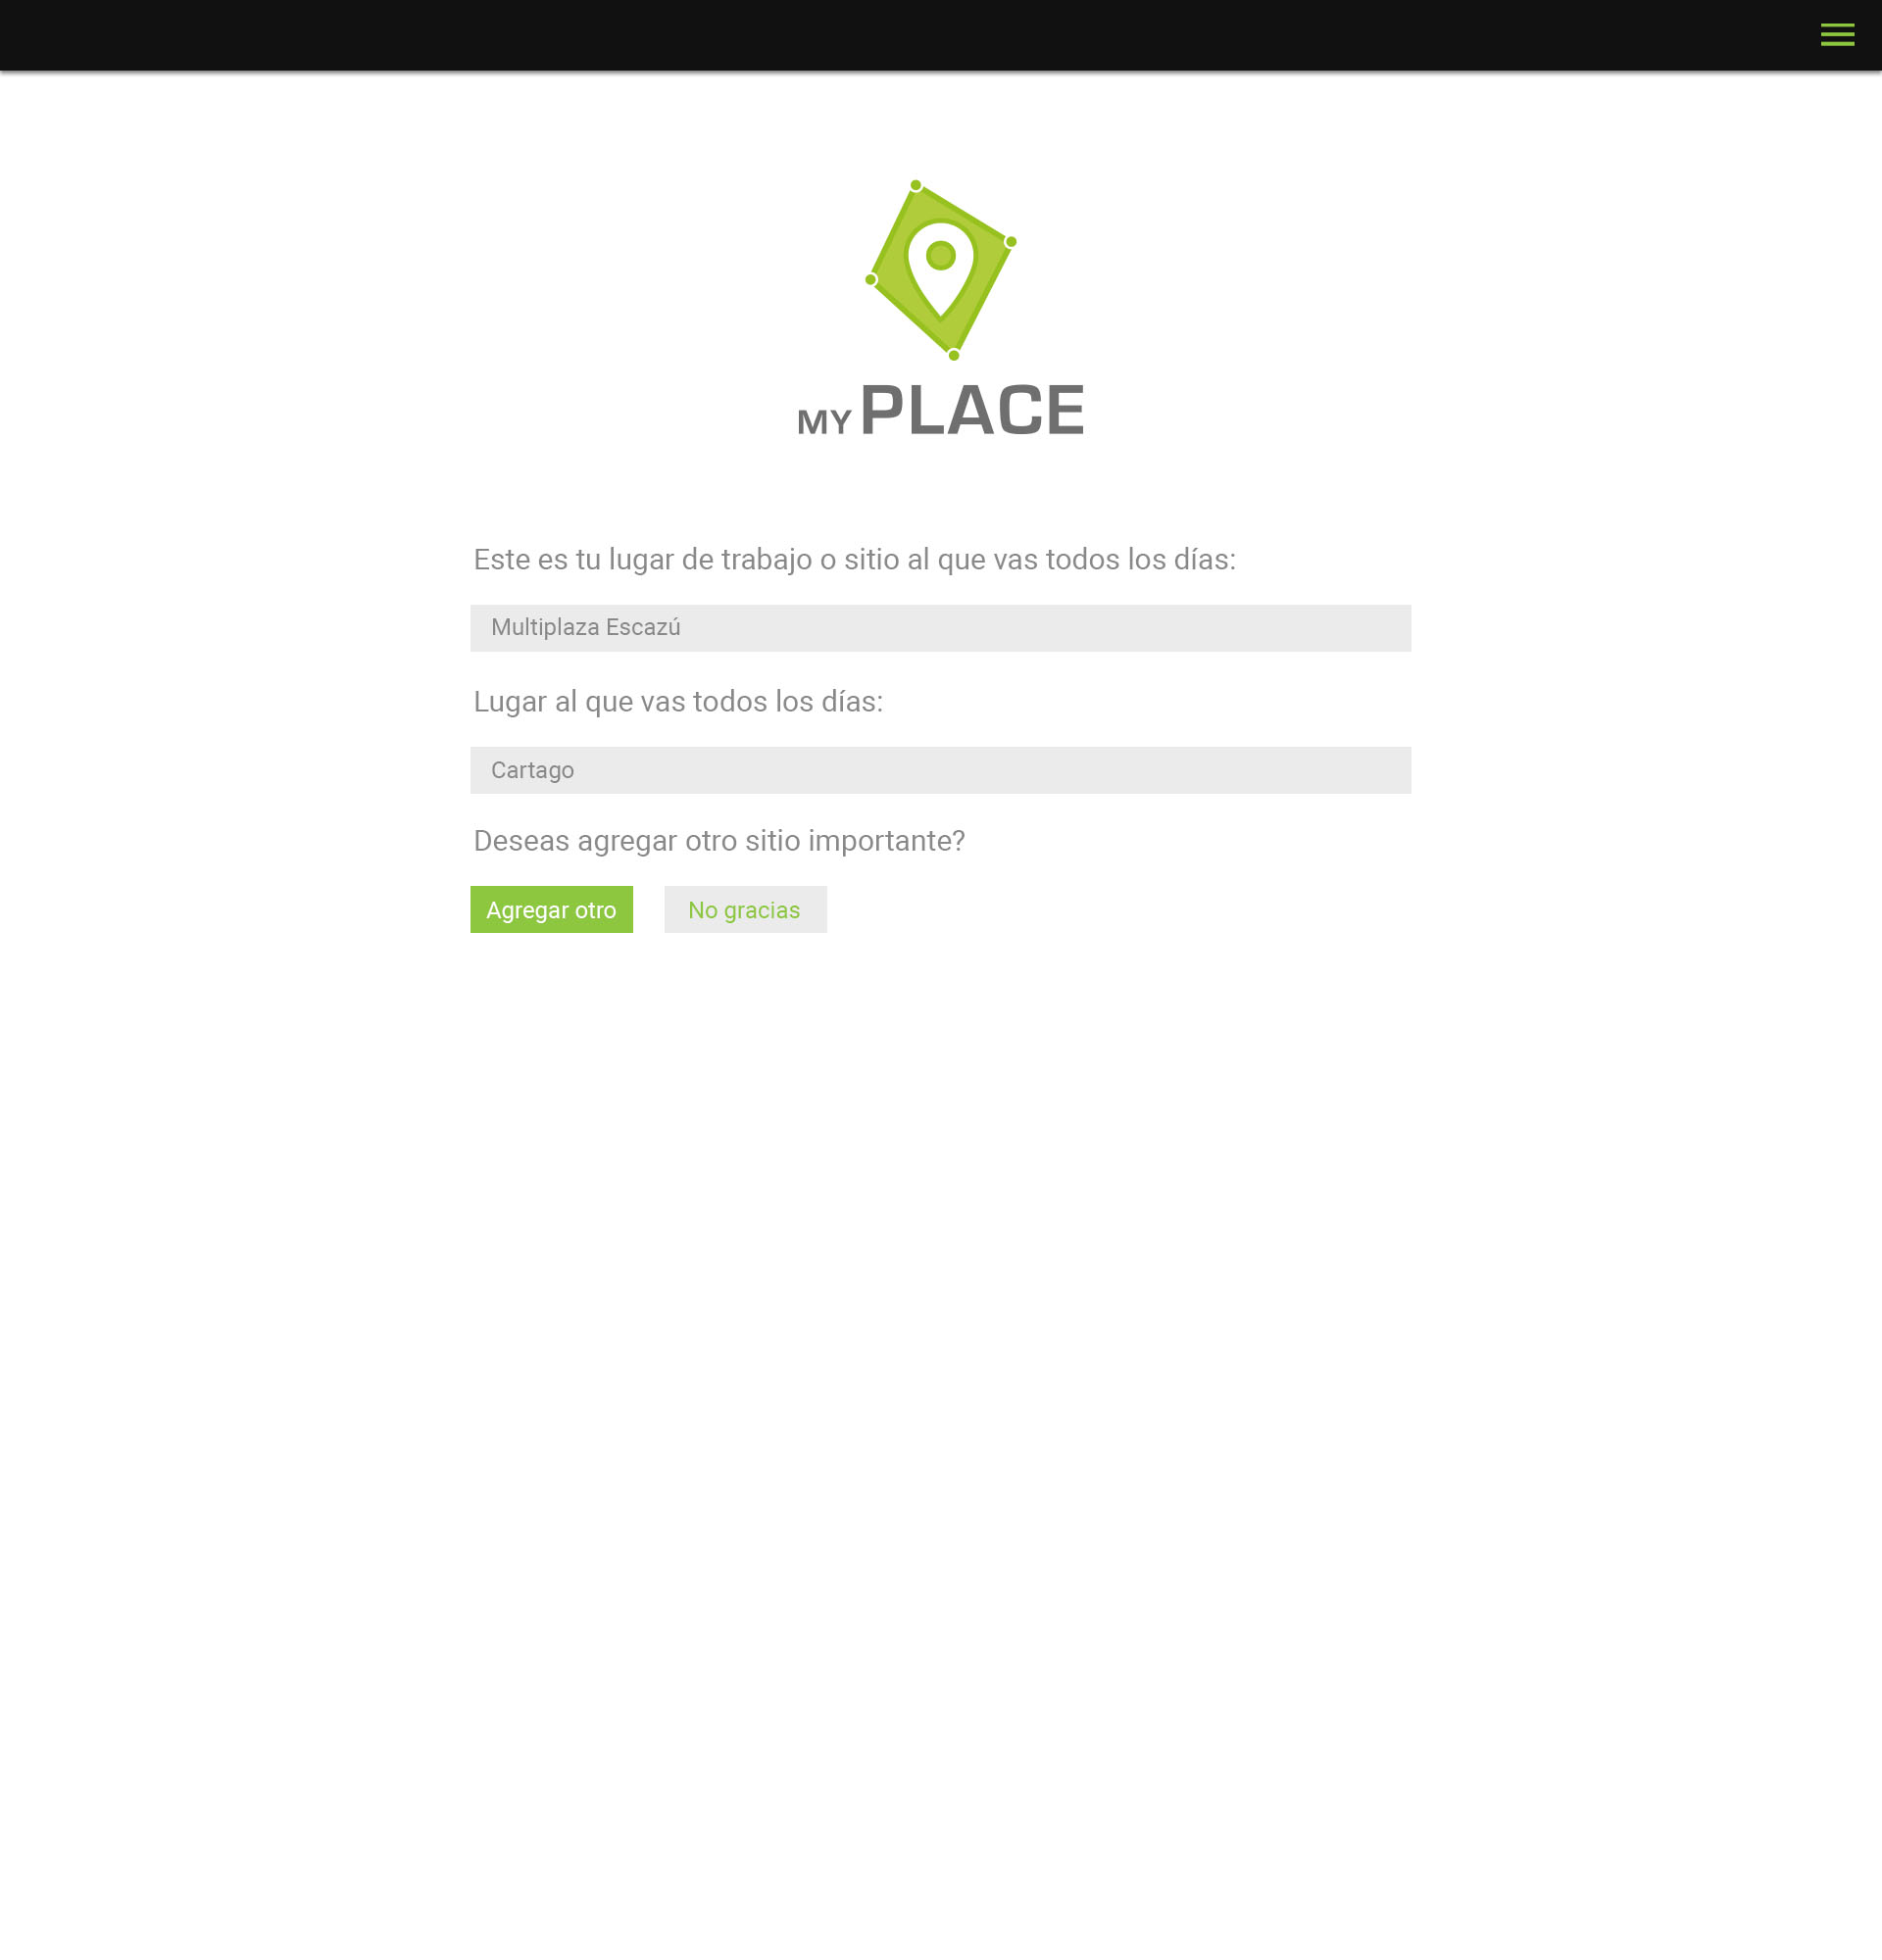 MY PLACE
Este es tu lugar de trabajo o sitio al que vas todos los días:
Multiplaza Escazú
Lugar al que vas todos los días:
Cartago
Deseas agregar otro sitio importante?
Agregar otro No gracias